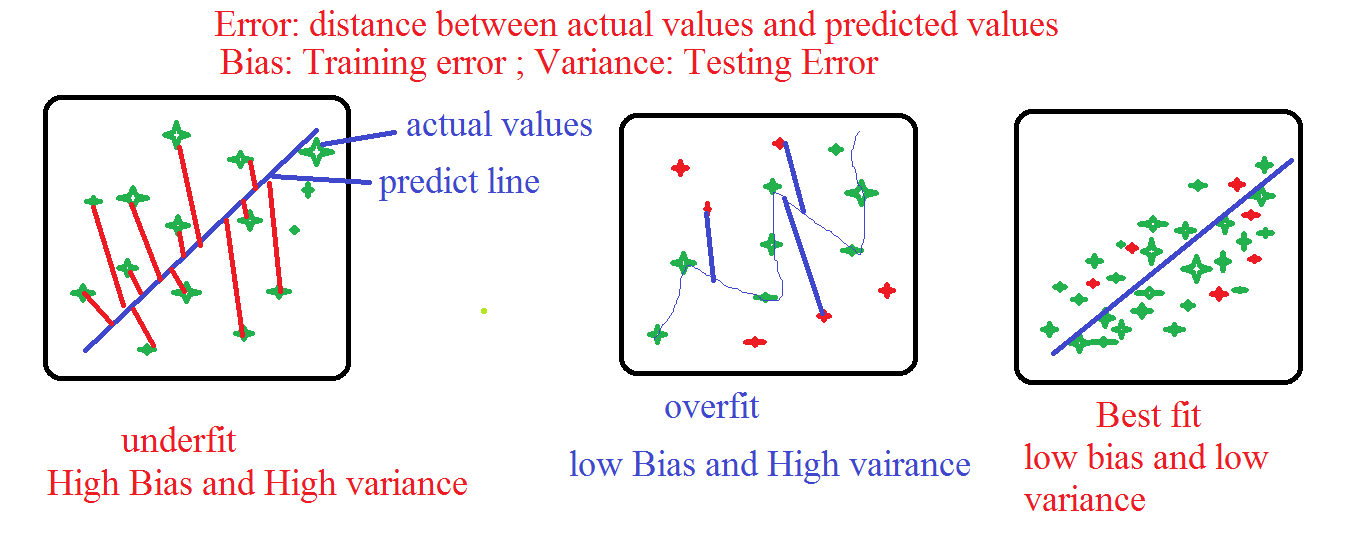 Error: distance between actual values and predicted values
Bias: Training error ; Variance: Testing Error
actual values
predict line
underfit
High Bias and High variance
overfit
low Bias and High vairance
Best fit
low bias and low
variance